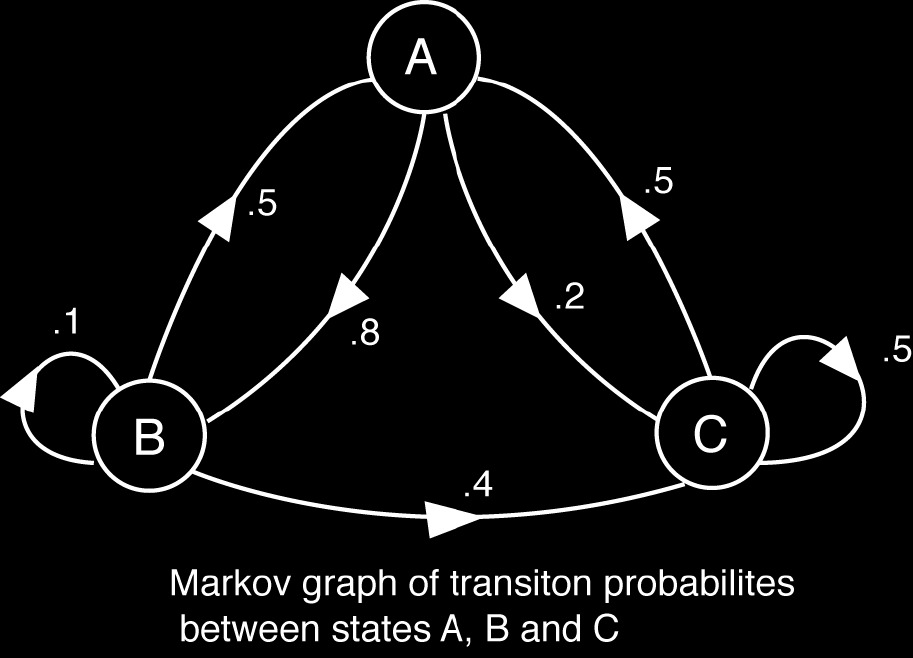 A
.5
.5
.2
.8
.1
.5
B
C
.4
Markov graph of transiton probabilites
between states A, B and C